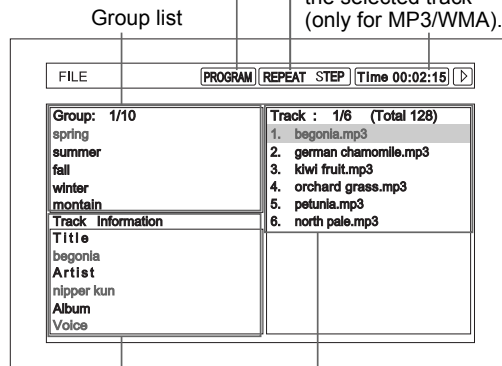 the selected track
(only for MP3/WMA).
Group list
FILE PROGRAM REPEAT STEP Time 00:02:15
Group: 1/10
spring
summer
fall
winter
montain
Track Information
Title
begonia
Artist
nipper kun
Album
Voice
Track : 1/6 (Total 128)
1. begonia.mp3
2. german chamomile.mp3
3. kiwi fruit.mp3
4. orchard grass.mp3
5. petunia.mp3
6. north pale.mp3